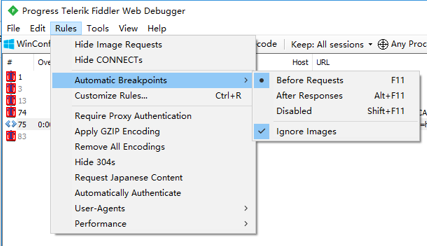 Progress Telerik Fiddler Web Debugger
File Edit Rules Tools View Help
WinConf
Hide Image Requests
code Keep: All sessions Any Proc
Hide CONNECTs
# Host URL
Automatic Breakpoints
Before Requests F11
Customize Rules... Ctrl+R
After Responses Alt+F11
Disabled Shift+F11
Require Proxy Authentication
Ignore Images
Apply GZIP Encoding
Remove All Encodings
Hide 304s
Request Japanese Content
Automatically Authenticate
User-Agents
Performance
1
3
13
74
75 0:0
83